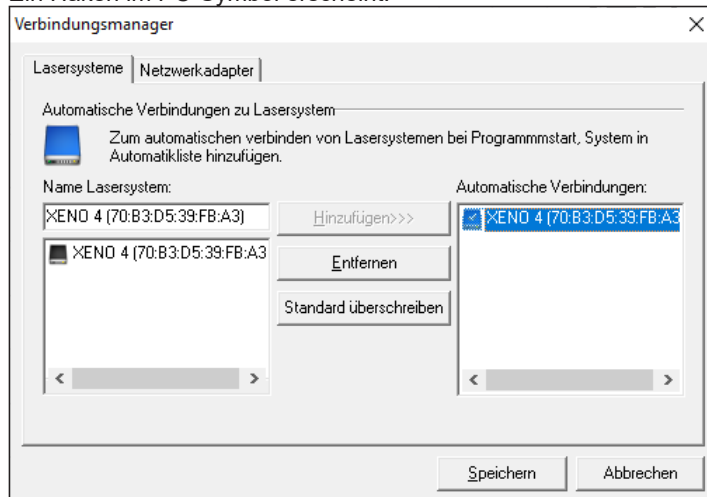 Verbindungsmanager
Lasersysteme
Netzwerkadapter
Automatische Verbindungen zu Lasersystem
Zum automatischen verbinden von Lasersystemen bei Programmmstart, System in
Automatikliste hinzufügen.
Name Lasersystem:
Automatische Verbindungen:
XENO 4 (70:B3:D5:39:FB:A3)
Hinzufügen>>>
XENO 4 (70:B3:D5:39:FB:A3
XENO 4 (70:B3:D5:39:FB:A3
Entfernen
Standard überschreiben
Speichern
Abbrechen